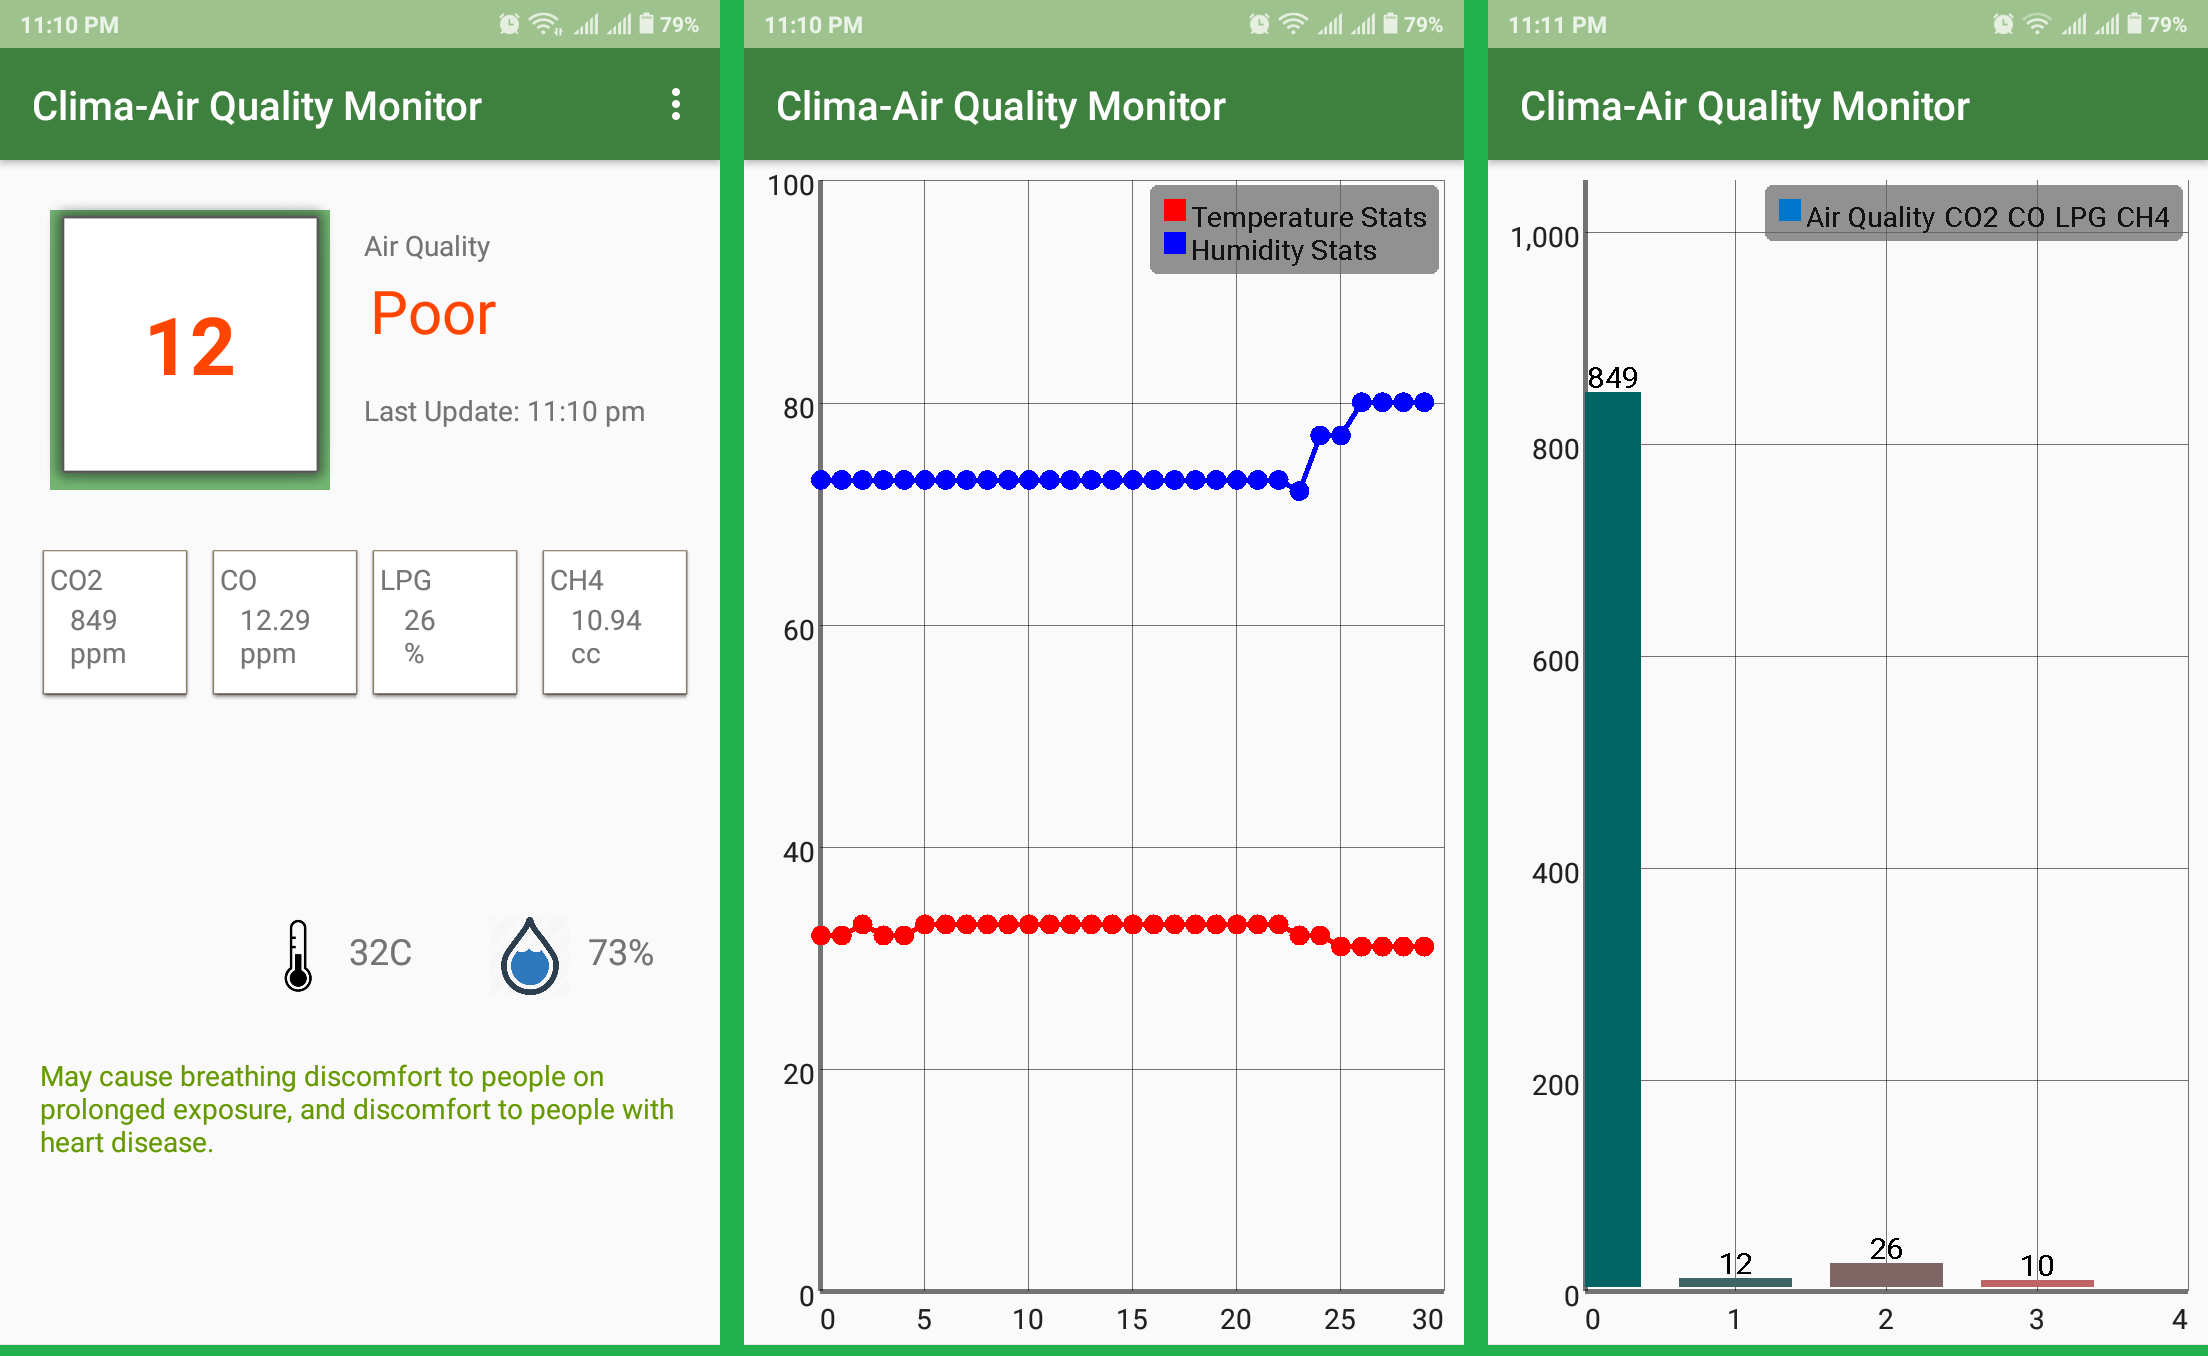 11:10 PM
79%
Clima-Air Quality Monitor
12
Air Quality
Poor
Last Update: 11:10 pm
CO2
849
ppm
CO
12.29
ppm
LPG
26
%
CH4
10.94
cc
32C
73%
May cause breathing discomfort to people on
prolonged exposure, and discomfort to people with
heart disease.
11:10 PM
79%
Clima-Air Quality Monitor
Temperature Stats
Humidity Stats
100
80
60
40
20
0
0 5 10 15 20 25 30
11:11 PM
79%
Clima-Air Quality Monitor
Air Quality CO2 CO LPG CH4
1,000
849
800
600
400
200
12
26
10
0
0 1 2 3 4